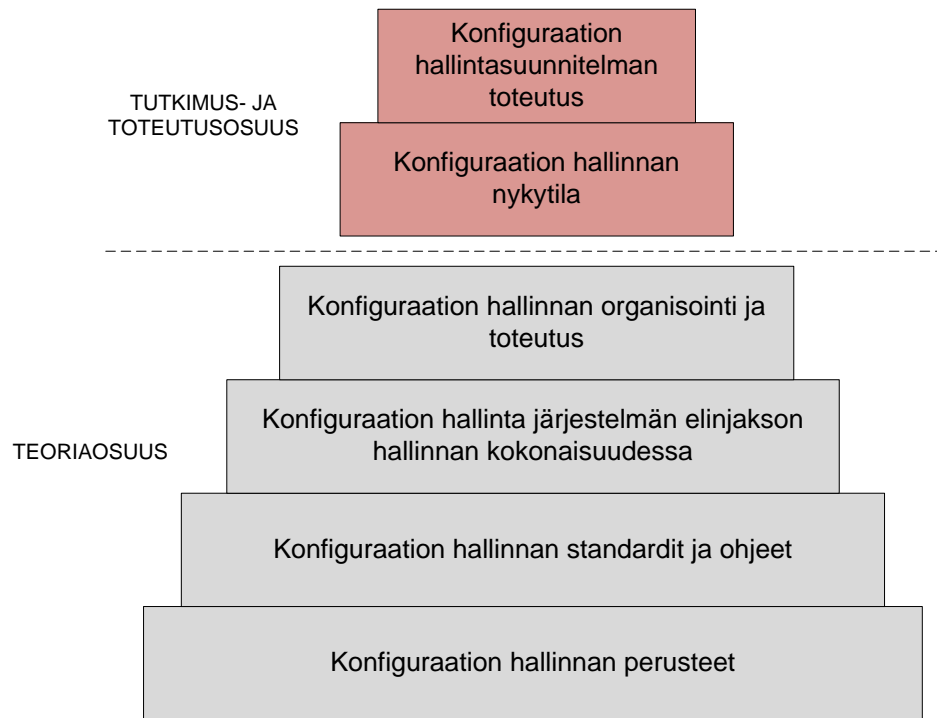 Konfiguraation
hallintasuunnitelman
toteutus
TUTKIMUS- JA
TOTEUTUSOSUUS
Konfiguraation hallinnan
nykytila
Konfiguraation hallinnan organisointi ja
toteutus
Konfiguraation hallinta järjestelmän elinjakson
hallinnan kokonaisuudessa
TEORIAOSUUS
Konfiguraation hallinnan standardit ja ohjeet
Konfiguraation hallinnan perusteet